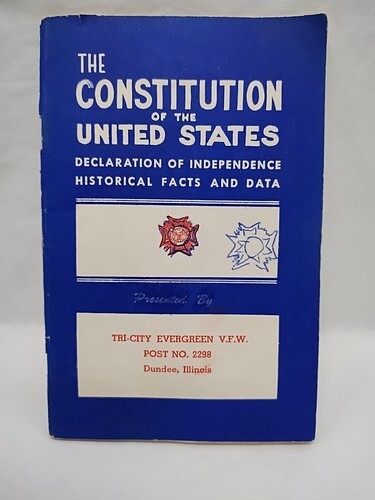 THE
CONSTITUTION
OF THE
UNITED STATES
DECLARATION OF INDEPENDENCE
HISTORICAL FACTS AND DATA
Presented By
TRI-CITY EVERGREEN V.F.W.
POST NO. 2298
Dundee, Illinois